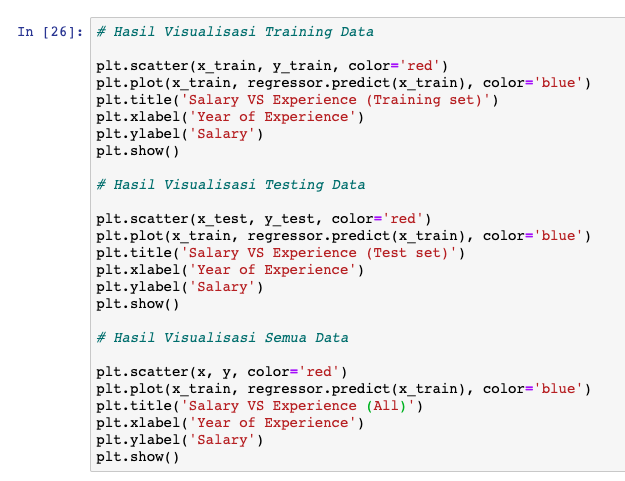 In [26]: # Hasil Visualisasi Training Data
plt.scatter(x_train, y_train, color='red')
plt.plot(x_train, regressor.predict(x_train), color='blue')
plt.title('Salary VS Experience (Training set)')
plt.xlabel('Year of Experience')
plt.ylabel('Salary')
plt.show()
# Hasil Visualisasi Testing Data
plt.scatter(x_test, y_test, color='red')
plt.plot(x_train, regressor.predict(x_train), color='blue')
plt.title('Salary VS Experience (Test set)')
plt.xlabel('Year of Experience')
plt.ylabel('Salary')
plt.show()
# Hasil Visualisasi Semua Data
plt.scatter(x, y, color='red')
plt.plot(x_train, regressor.predict(x_train), color='blue')
plt.title('Salary VS Experience (All)')
plt.xlabel('Year of Experience')
plt.ylabel('Salary')
plt.show()